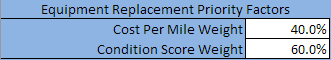 Equipment Replacement Priority Factors
Cost Per Mile Weight 40.0%
Condition Score Weight 60.0%